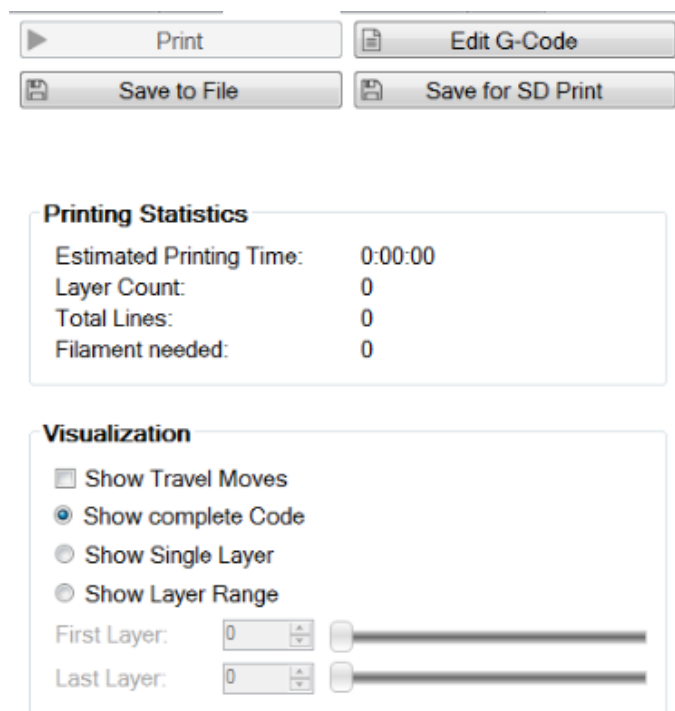 Print Edit G-Code
Save to File Save for SD Print
Printing Statistics
Estimated Printing Time: 0:00:00
Layer Count: 0
Total Lines: 0
Filament needed: 0
Visualization
Show Travel Moves
Show complete Code
Show Single Layer
Show Layer Range
First Layer: 0
Last Layer: 0